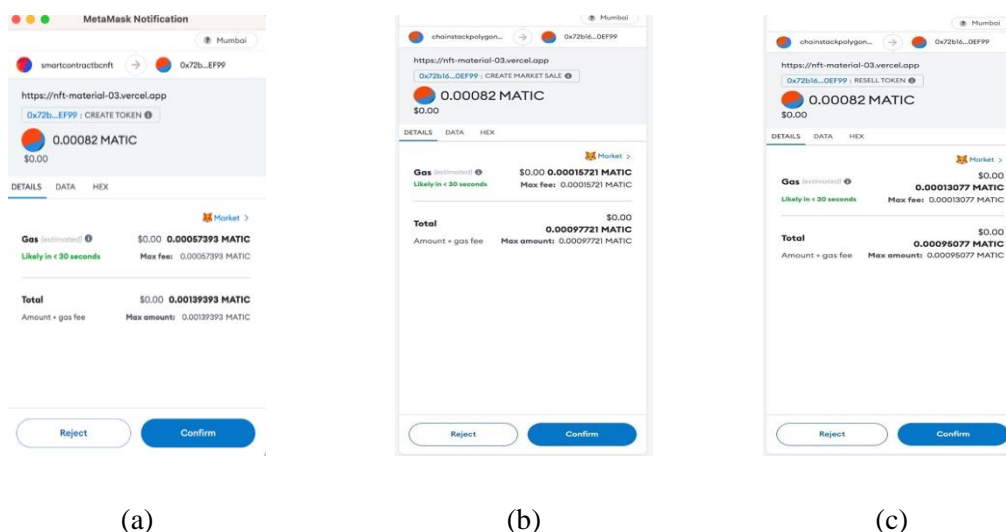 MetaMask Notification
Mumbai
smartcontractbcnft
0x72b...EF99
https://nft-material-03.vercel.app
0x72b...EF99 : CREATE TOKEN
0.00082 MATIC
$0.00
DETAILS DATA HEX
Market >
Gas (estimated) $0.00 0.00057393 MATIC
Likely in < 30 seconds Max fee: 0.00057393 MATIC
Total $0.00 0.00139393 MATIC
Amount + gas fee Max amount: 0.00139393 MATIC
Reject Confirm
(a)
Mumbai
chainstackpolygon... 0x72b16...0EF99
https://nft-material-03.vercel.app
0x72b16...0EF99 : CREATE MARKET SALE
0.00082 MATIC
$0.00
DETAILS DATA HEX
Market >
Gas (estimated) $0.00 0.00015721 MATIC
Likely in < 30 seconds Max fee: 0.00015721 MATIC
Total $0.00
0.00097721 MATIC
Amount + gas fee Max amount: 0.00097721 MATIC
Reject Confirm
(b)
Mumbai
chainstackpolygon... 0x72b16...0EF99
https://nft-material-03.vercel.app
0x72b16...0EF99 : RESELL TOKEN
0.00082 MATIC
$0.00
DETAILS DATA HEX
Market >
$0.00
Gas (estimated) 0.00013077 MATIC
Likely in < 30 seconds Max fee: 0.00013077 MATIC
$0.00
Total 0.00095077 MATIC
Amount + gas fee Max amount: 0.00095077 MATIC
Reject Confirm
(c)